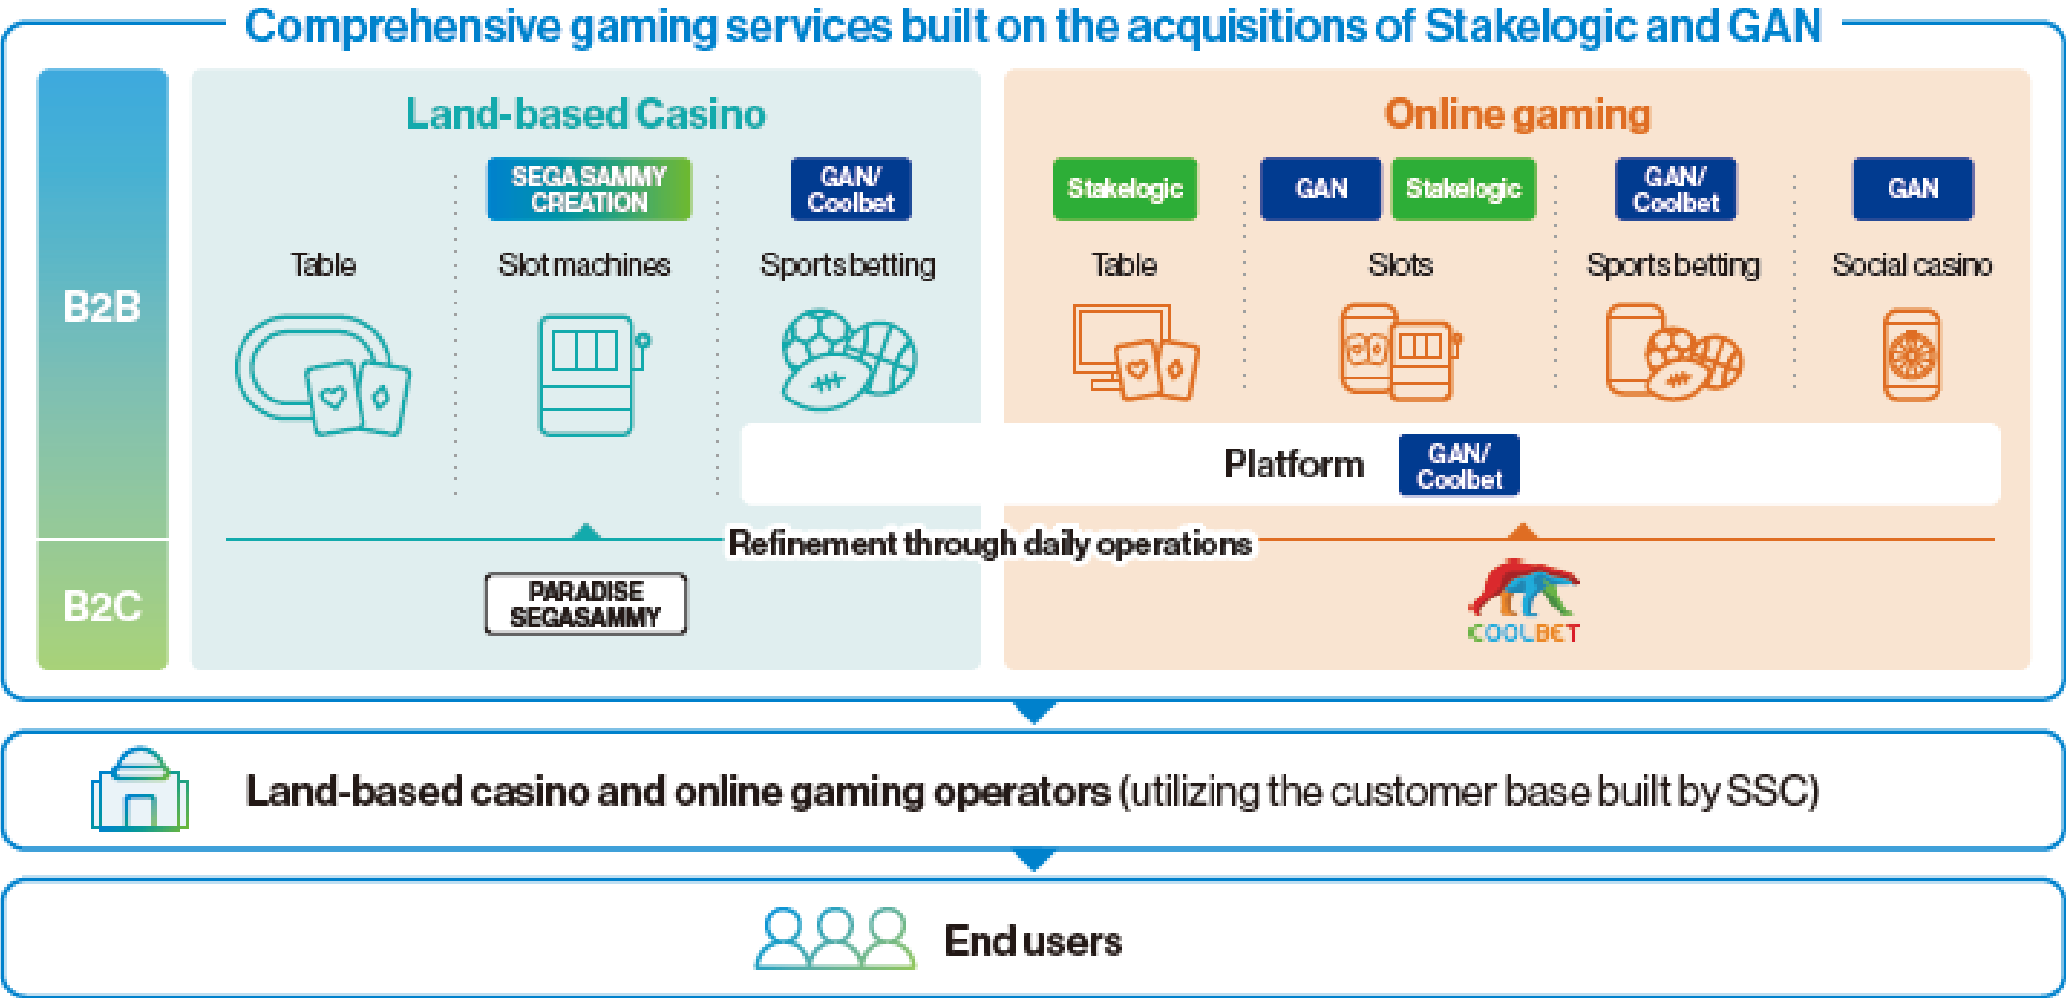 Comprehensive gaming services built on the acquisitions of Stakelogic and GAN
B2B
Land-based Casino
Table
SEGA SAMMY
CREATION
Slot machines
GAN/
Coolbet
Sports betting
Online gaming
Stakelogic
Table
GAN
Stakelogic
Slots
GAN/
Coolbet
Sports betting
GAN
Social casino
Platform
GAN/
Coolbet
Refinement through daily operations
B2C
PARADISE
SEGASAMMY
COOLBET
Land-based casino and online gaming operators (utilizing the customer base built by SSC)
End users